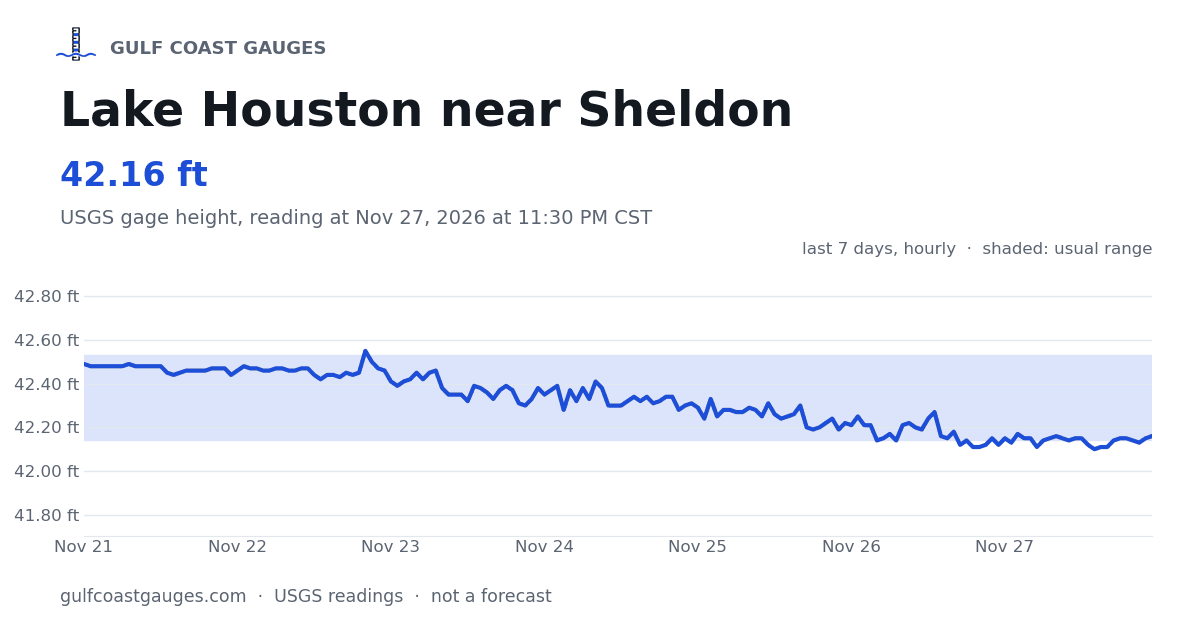 GULF COAST GAUGES
Lake Houston near Sheldon
42.16 ft
USGS gage height, reading at Nov 27, 2026 at 11:30 PM CST
last 7 days, hourly · shaded: usual range
42.80 ft
42.60 ft
42.40 ft
42.20 ft
42.00 ft
41.80 ft
Nov 21 Nov 22 Nov 23 Nov 24 Nov 25 Nov 26 Nov 27
gulfcoastgauges.com · USGS readings · not a forecast